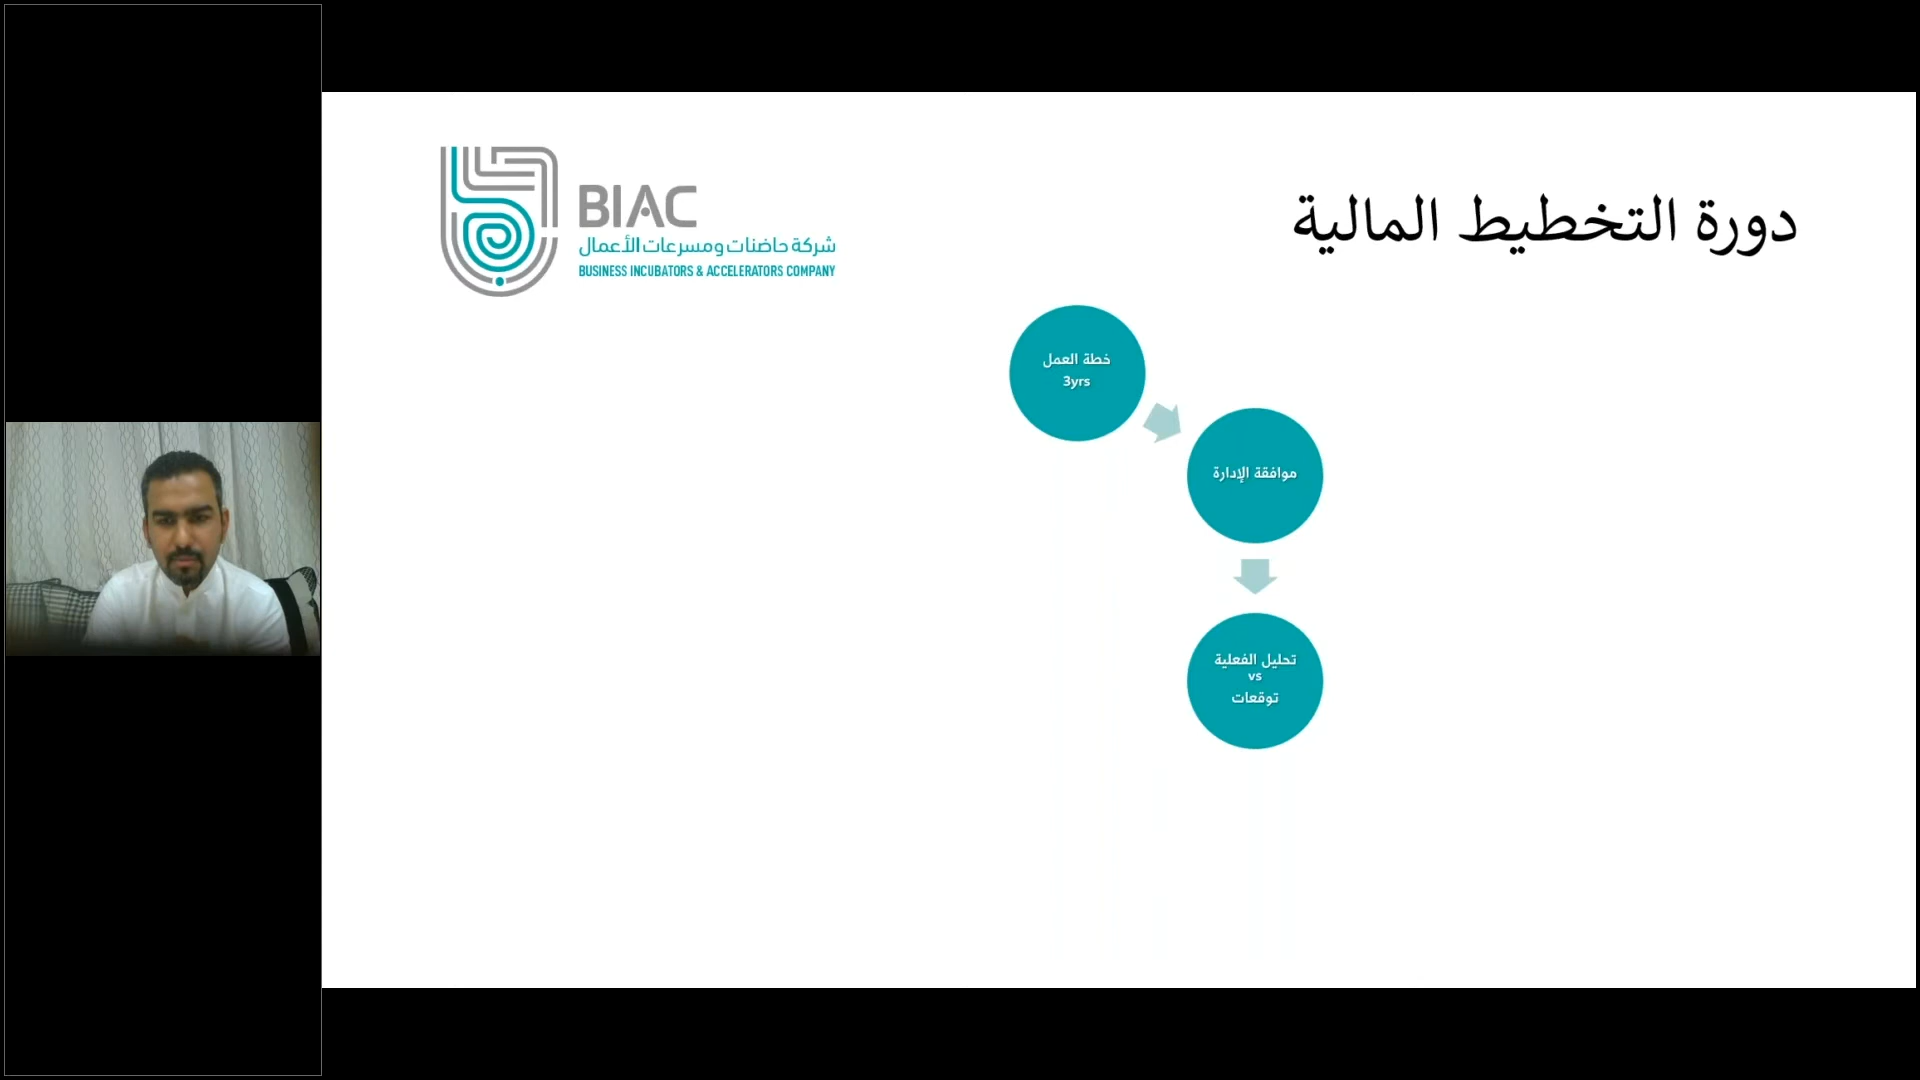 دورة التخطيط المالية
BIAC
شركة حاضنات ومسرعات الأعمال
BUSINESS INCUBATORS & ACCELERATORS COMPANY
خطة العمل
3yrs
موافقة الإدارة
تحليل الفعلية
vs
توقعات